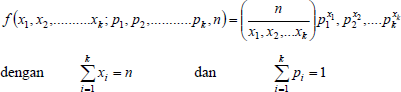 f(x₁, x₂,..........xₖ; p₁, p₂,...........pₖ, n) = (n / x₁, x₂,...xₖ) p₁^x₁, p₂^x₂,....pₖ^xₖ
dengan ∑_{i=1}^{k} xᵢ = n dan ∑_{i=1}^{k} pᵢ = 1